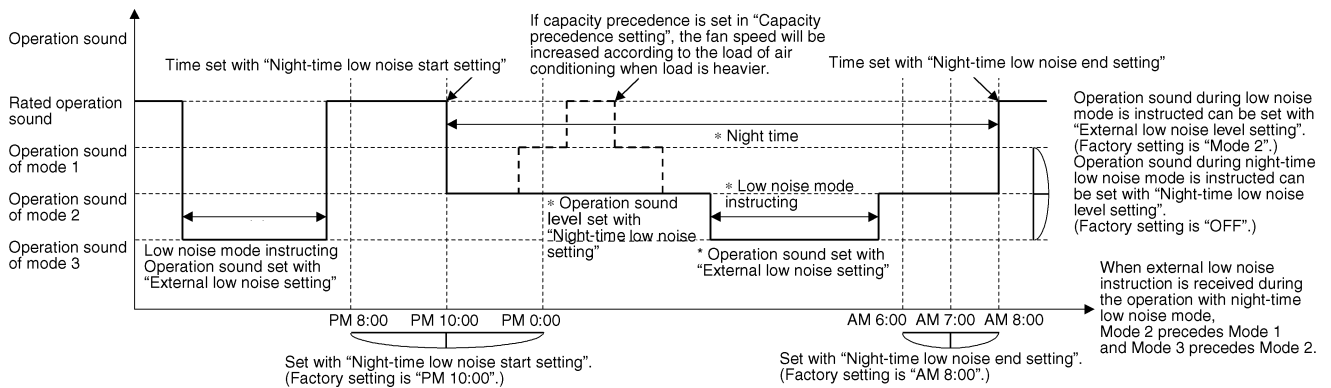 Operation sound
If capacity precedence is set in “Capacity
precedence setting”, the fan speed will be
increased according to the load of air
conditioning when load is heavier.
Time set with “Night-time low noise start setting”
Time set with “Night-time low noise end setting”
Rated operation
sound
Operation sound
of mode 1
Operation sound
of mode 2
Operation sound
of mode 3
* Night time
* Low noise mode
instructing
* Operation sound
level set with
“Night-time low noise
setting”
Low noise mode instructing
Operation sound set with
“External low noise setting”
* Operation sound set with
“External low noise setting”
Operation sound during low noise
mode is instructed can be set with
“External low noise level setting”.
(Factory setting is “Mode 2”.)
Operation sound during night-time
low noise mode is instructed can
be set with “Night-time low noise
level setting”.
(Factory setting is “OFF”.)
When external low noise
instruction is received during
the operation with night-time
low noise mode,
Mode 2 precedes Mode 1
and Mode 3 precedes Mode 2.
PM 8:00 PM 10:00 PM 0:00
AM 6:00 AM 7:00 AM 8:00
Set with “Night-time low noise start setting”.
(Factory setting is “PM 10:00”.)
Set with “Night-time low noise end setting”.
(Factory setting is “AM 8:00”.)